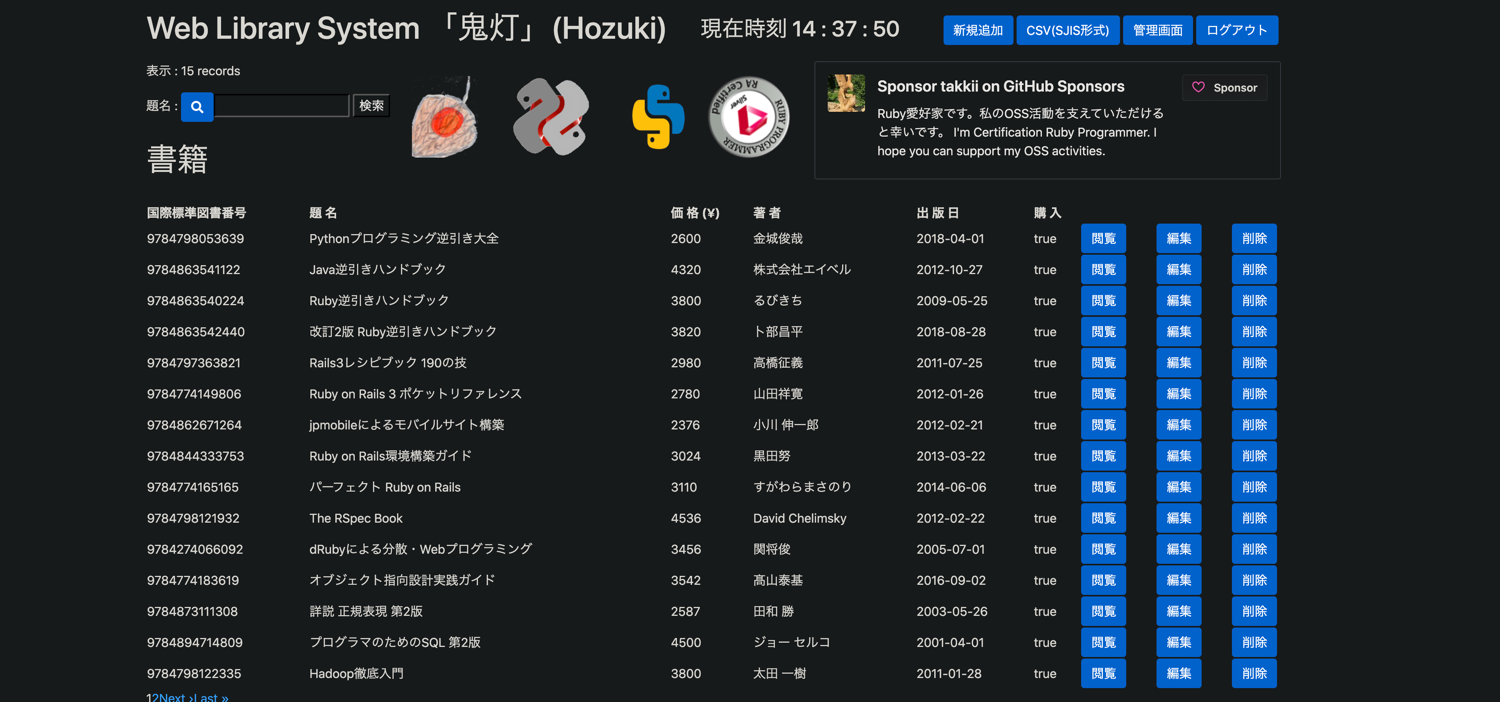 Web Library System 「鬼灯」(Hozuki) 現在時刻 14 : 37 : 50 新規追加 CSV(SJIS形式) 管理画面 ログアウト
表示 : 15 records
題名 : 検索
RUBY PROGRAMMER RA Certified Silver
Sponsor takkii on GitHub Sponsors Sponsor
Ruby愛好家です。私のOSS活動を支えていただける
と幸いです。 I'm Certification Ruby Programmer. I
hope you can support my OSS activities.
書籍
国際標準図書番号 題 名 価 格 (¥) 著 者 出 版 日 購 入
9784798053639 Pythonプログラミング逆引き大全 2600 金城俊哉 2018-04-01 true 閲覧 編集 削除
9784863541122 Java逆引きハンドブック 4320 株式会社エイベル 2012-10-27 true 閲覧 編集 削除
9784863540224 Ruby逆引きハンドブック 3800 るびきち 2009-05-25 true 閲覧 編集 削除
9784863542440 改訂2版 Ruby逆引きハンドブック 3820 卜部昌平 2018-08-28 true 閲覧 編集 削除
9784797363821 Rails3レシピブック 190の技 2980 高橋征義 2011-07-25 true 閲覧 編集 削除
9784774149806 Ruby on Rails 3 ポケットリファレンス 2780 山田祥寛 2012-01-26 true 閲覧 編集 削除
9784862671264 jpmobileによるモバイルサイト構築 2376 小川 伸一郎 2012-02-21 true 閲覧 編集 削除
9784844333753 Ruby on Rails環境構築ガイド 3024 黒田努 2013-03-22 true 閲覧 編集 削除
9784774165165 パーフェクト Ruby on Rails 3110 すがわらまさのり 2014-06-06 true 閲覧 編集 削除
9784798121932 The RSpec Book 4536 David Chelimsky 2012-02-22 true 閲覧 編集 削除
9784274066092 dRubyによる分散・Webプログラミング 3456 関将俊 2005-07-01 true 閲覧 編集 削除
9784774183619 オブジェクト指向設計実践ガイド 3542 髙山泰基 2016-09-02 true 閲覧 編集 削除
9784873111308 詳説 正規表現 第2版 2587 田和 勝 2003-05-26 true 閲覧 編集 削除
9784894714809 プログラマのためのSQL 第2版 4500 ジョー セルコ 2001-04-01 true 閲覧 編集 削除
9784798122335 Hadoop徹底入門 3800 太田 一樹 2011-01-28 true 閲覧 編集 削除
12Next ›Last »